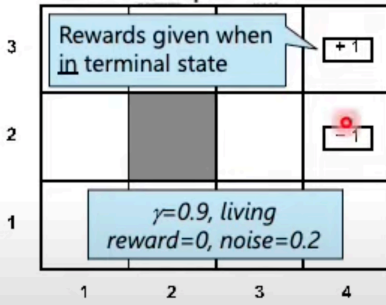 Rewards given when
in terminal state
3
+ 1
2
- 1
γ=0.9, living
reward=0, noise=0.2
1
1 2 3 4